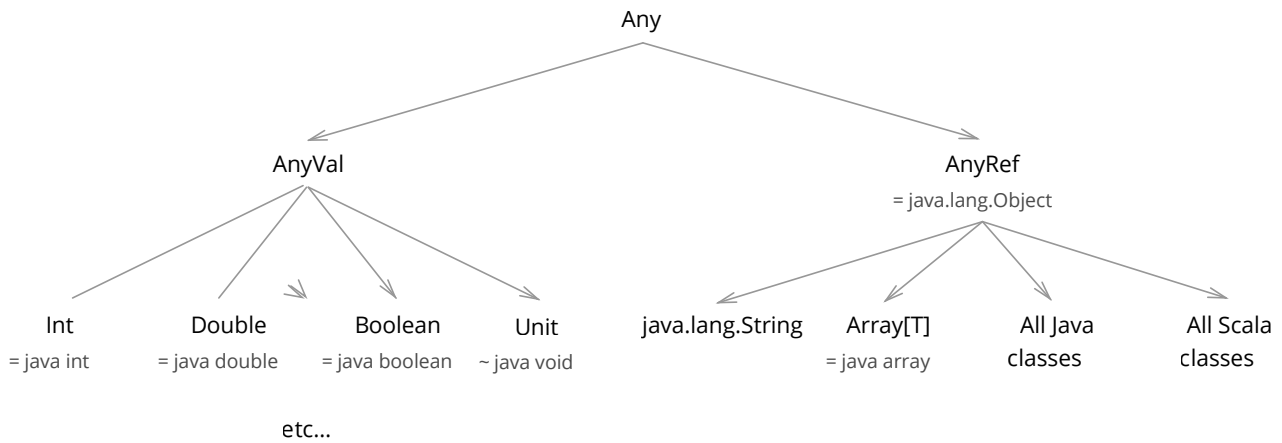 Any
AnyVal
AnyRef
= java.lang.Object
Int
Double
Boolean
Unit
java.lang.String
Array[T]
All Java
classes
All Scala
classes
= java int
= java double
= java boolean
~ java void
= java array
etc...